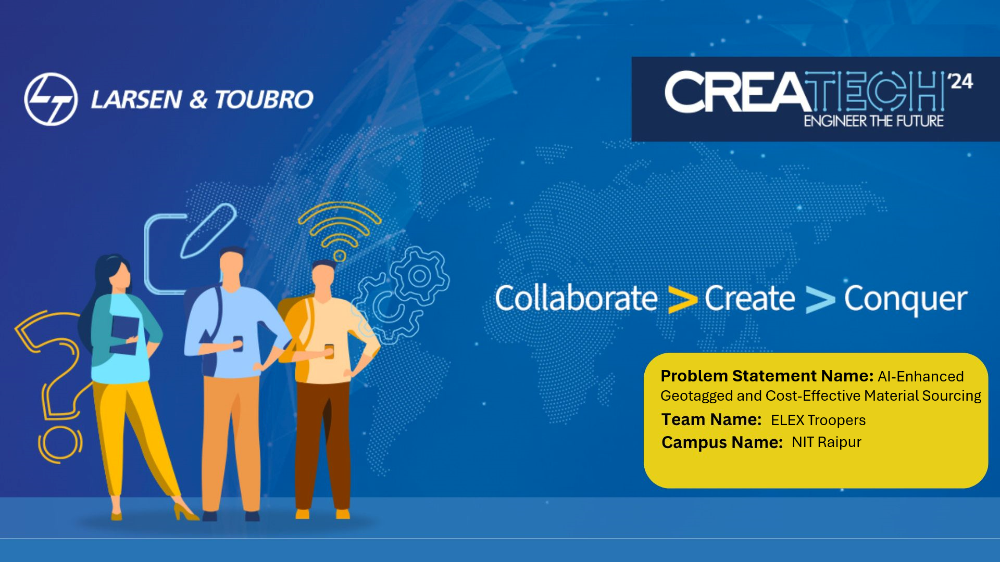 LT
LARSEN & TOUBRO
CREATECH '24
ENGINEER THE FUTURE
Collaborate > Create > Conquer
Problem Statement Name: AI-Enhanced
Geotagged and Cost-Effective Material Sourcing
Team Name: ELEX Troopers
Campus Name: NIT Raipur